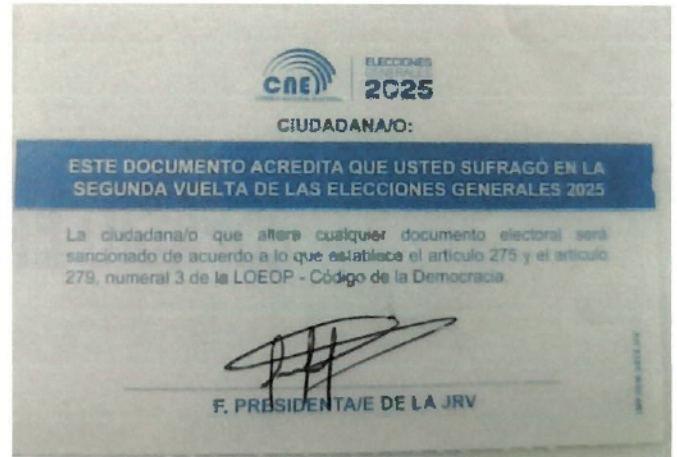 CNE
ELECCIONES
GENERALES
2025
CIUDADANA/O:
ESTE DOCUMENTO ACREDITA QUE USTED SUFRAGÓ EN LA
SEGUNDA VUELTA DE LAS ELECCIONES GENERALES 2025
La ciudadana/o que altere cualquier documento electoral será
sancionado de acuerdo a lo que establece el artículo 275 y el artículo
279, numeral 3 de la LOEOP - Código de la Democracia.
F. PRESIDENTA/E DE LA JRV